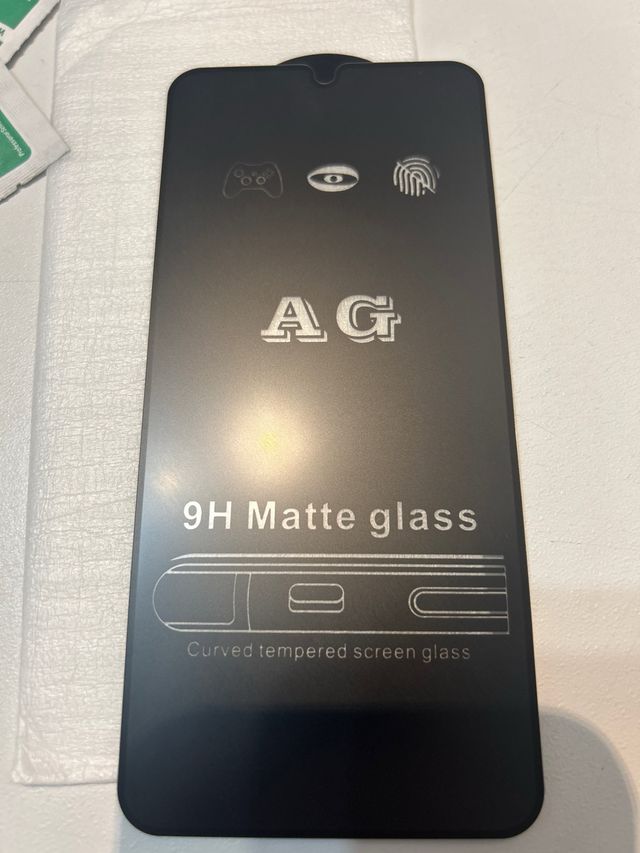 AG
9H Matte glass
Curved tempered screen glass